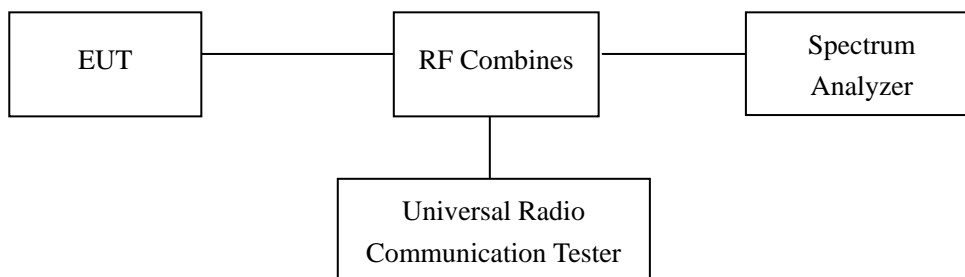 EUT
RF Combines
Spectrum
Analyzer
Universal Radio
Communication Tester